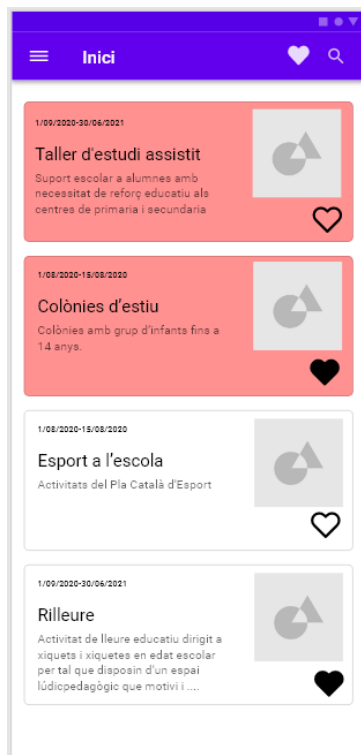 Inici
1/09/2020-30/06/2021
Taller d'estudi assistit
Suport escolar a alumnes amb
necessitat de reforç educatiu als
centres de primaria i secundaria
1/08/2020-15/08/2020
Colònies d'estiu
Colònies amb grup d'infants fins a
14 anys.
1/08/2020-15/08/2020
Esport a l'escola
Activitats del Pla Català d'Esport
1/09/2020-30/06/2021
Rilleure
Activitat de lleure educatiu dirigit a
xiquets i xiquetes en edat escolar
per tal que disposin d'un espai
lúdicpedagògic que motivi i ....